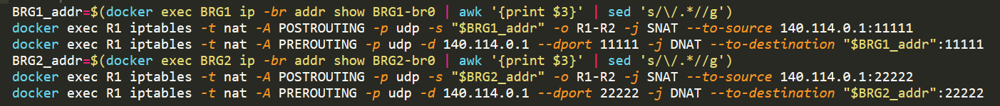 BRG1_addr=$(docker exec BRG1 ip -br addr show BRG1-br0 | awk '{print $3}' | sed 's/\/.*//g')
docker exec R1 iptables -t nat -A POSTROUTING -p udp -s "$BRG1_addr" -o R1-R2 -j SNAT --to-source 140.114.0.1:11111
docker exec R1 iptables -t nat -A PREROUTING -p udp -d 140.114.0.1 --dport 11111 -j DNAT --to-destination "$BRG1_addr":11111
BRG2_addr=$(docker exec BRG2 ip -br addr show BRG2-br0 | awk '{print $3}' | sed 's/\/.*//g')
docker exec R1 iptables -t nat -A POSTROUTING -p udp -s "$BRG2_addr" -o R1-R2 -j SNAT --to-source 140.114.0.1:22222
docker exec R1 iptables -t nat -A PREROUTING -p udp -d 140.114.0.1 --dport 22222 -j DNAT --to-destination "$BRG2_addr":22222